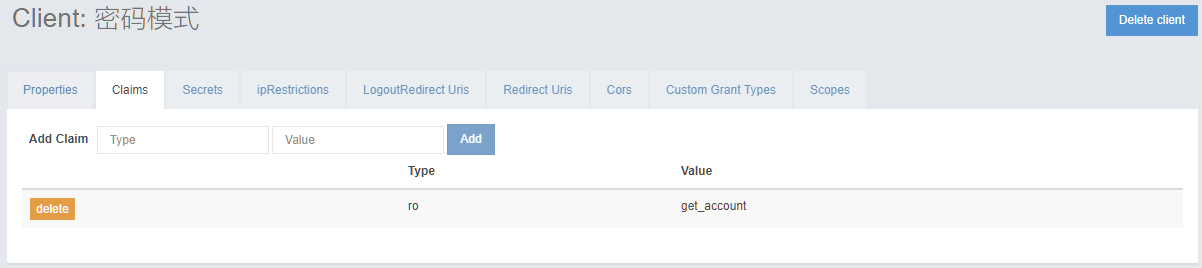 Client: 密码模式
Delete client
Properties Claims Secrets ipRestrictions LogoutRedirect Uris Redirect Uris Cors Custom Grant Types Scopes
Add Claim Type Value Add
Type Value
delete ro get_account